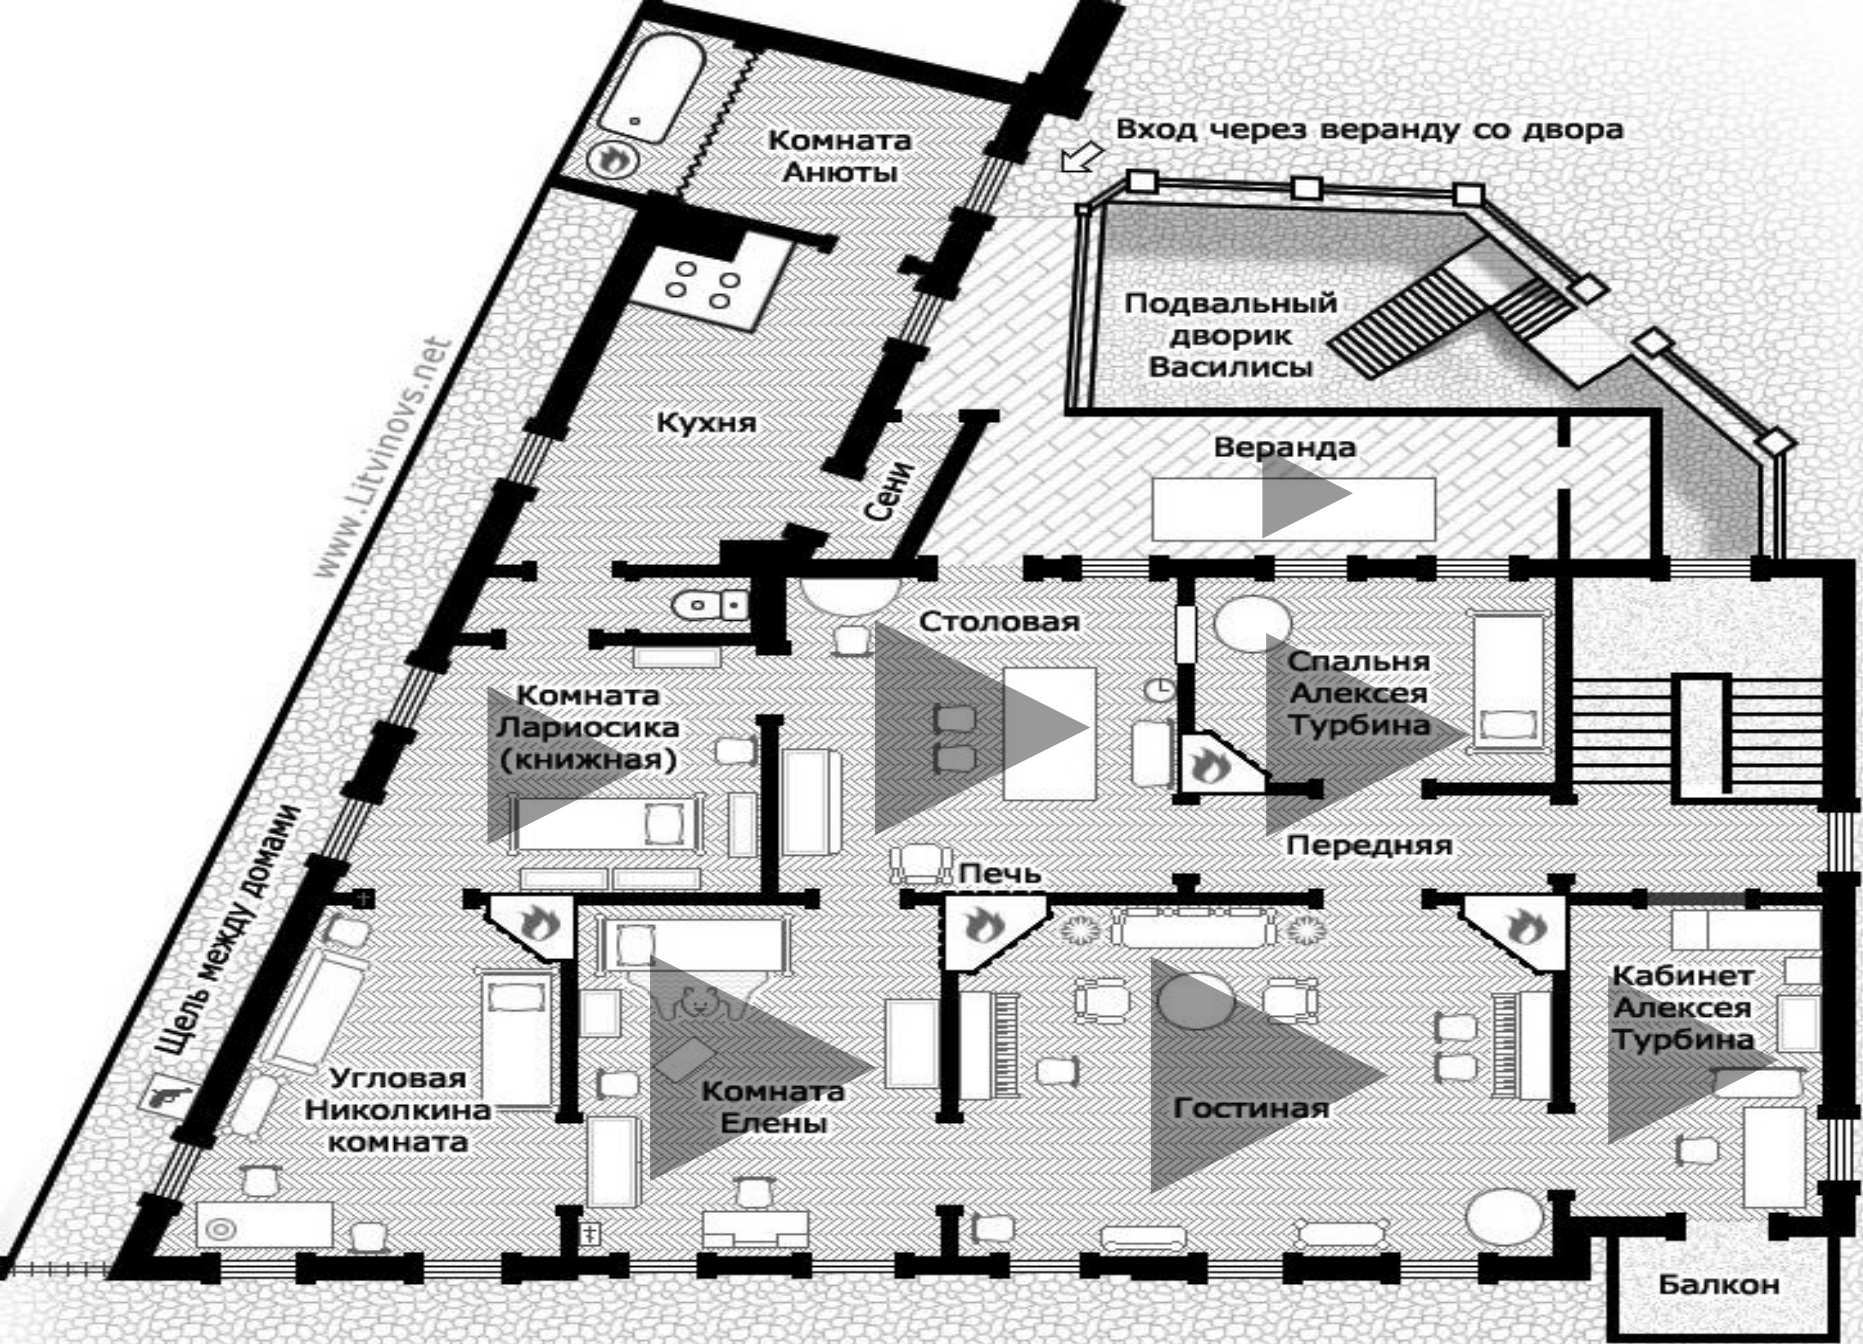 Комната
Анюты
Вход через веранду со двора
Подвальный
дворик
Василисы
www.Litvinovs.net
Кухня
Сени
Веранда
Столовая
Спальня
Алексея
Турбина
Комната
Лариосика
(книжная)
Передняя
Печь
Щель между домами
Кабинет
Алексея
Турбина
Угловая
Николкина
комната
Комната
Елены
Гостиная
Балкон